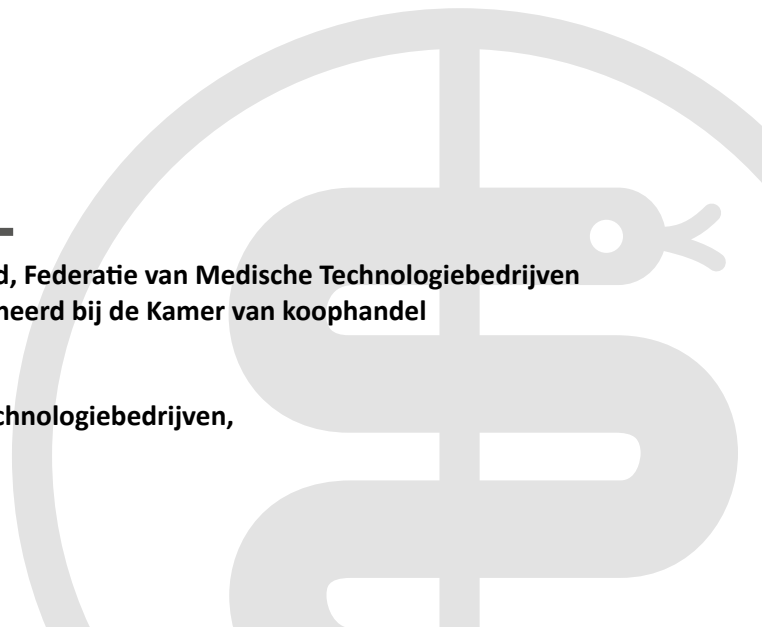 d, Federatie van Medische Technologiebedrijven
neerd bij de Kamer van koophandel
chnologiebedrijven,